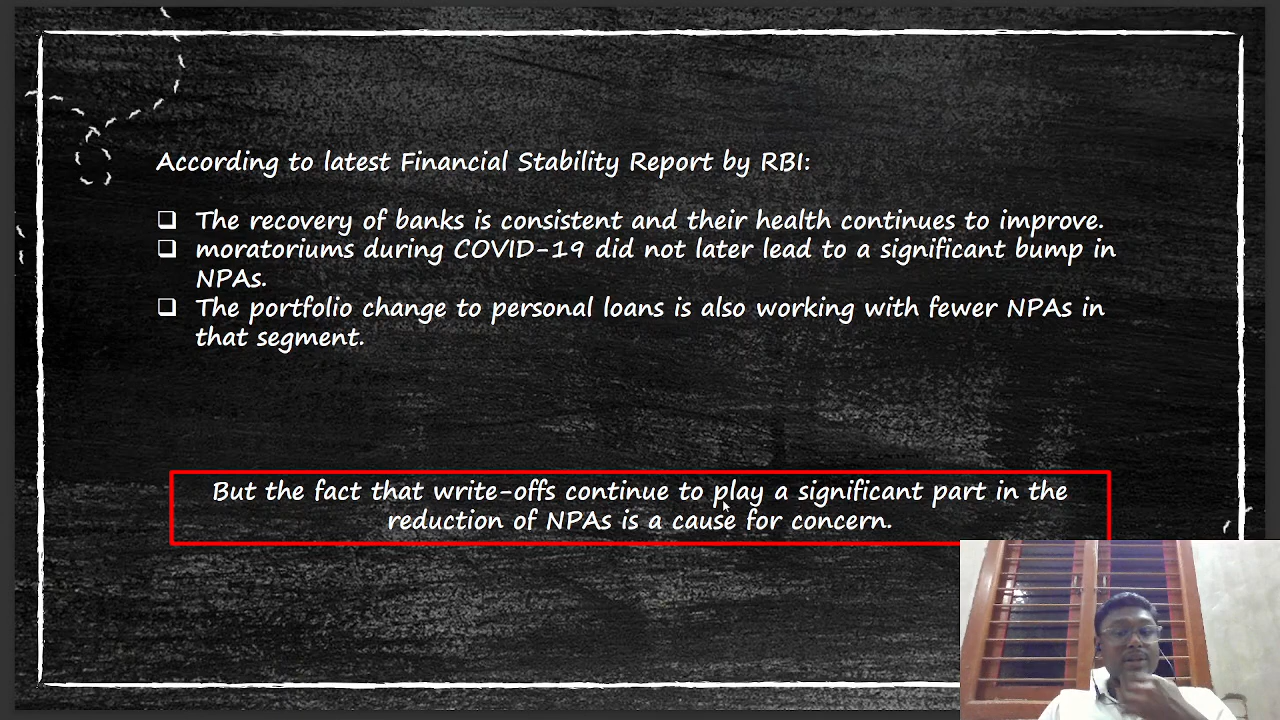 According to latest Financial Stability Report by RBI:
❑ The recovery of banks is consistent and their health continues to improve.
❑ moratoriums during COVID-19 did not later lead to a significant bump in
NPAs.
❑ The portfolio change to personal loans is also working with fewer NPAs in
that segment.
But the fact that write-offs continue to play a significant part in the
reduction of NPAs is a cause for concern.